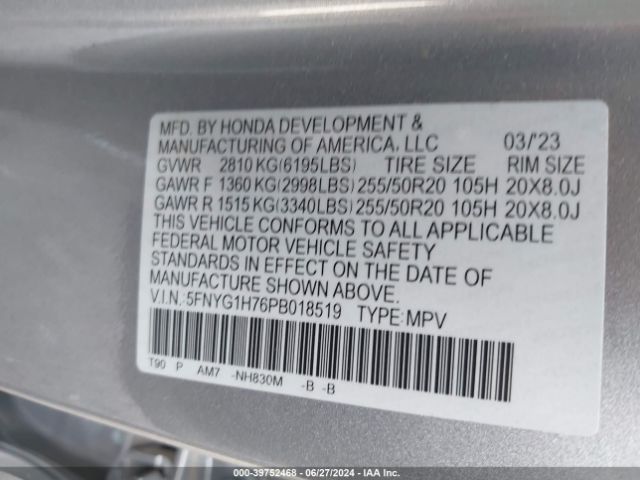 MFD. BY HONDA DEVELOPMENT &
MANUFACTURING OF AMERICA, LLC 03/'23
GVWR 2810 KG(6195LBS) TIRE SIZE RIM SIZE
GAWR F 1360 KG(2998LBS) 255/50R20 105H 20X8.0J
GAWR R 1515 KG(3340LBS) 255/50R20 105H 20X8.0J
THIS VEHICLE CONFORMS TO ALL APPLICABLE
FEDERAL MOTOR VEHICLE SAFETY
STANDARDS IN EFFECT ON THE DATE OF
MANUFACTURE SHOWN ABOVE.
V.I.N.:5FNYG1H76PB018519 TYPE:MPV
T90 P AM7 -NH830M -B -B
000-39752468 - 06/27/2024 - IAA Inc.